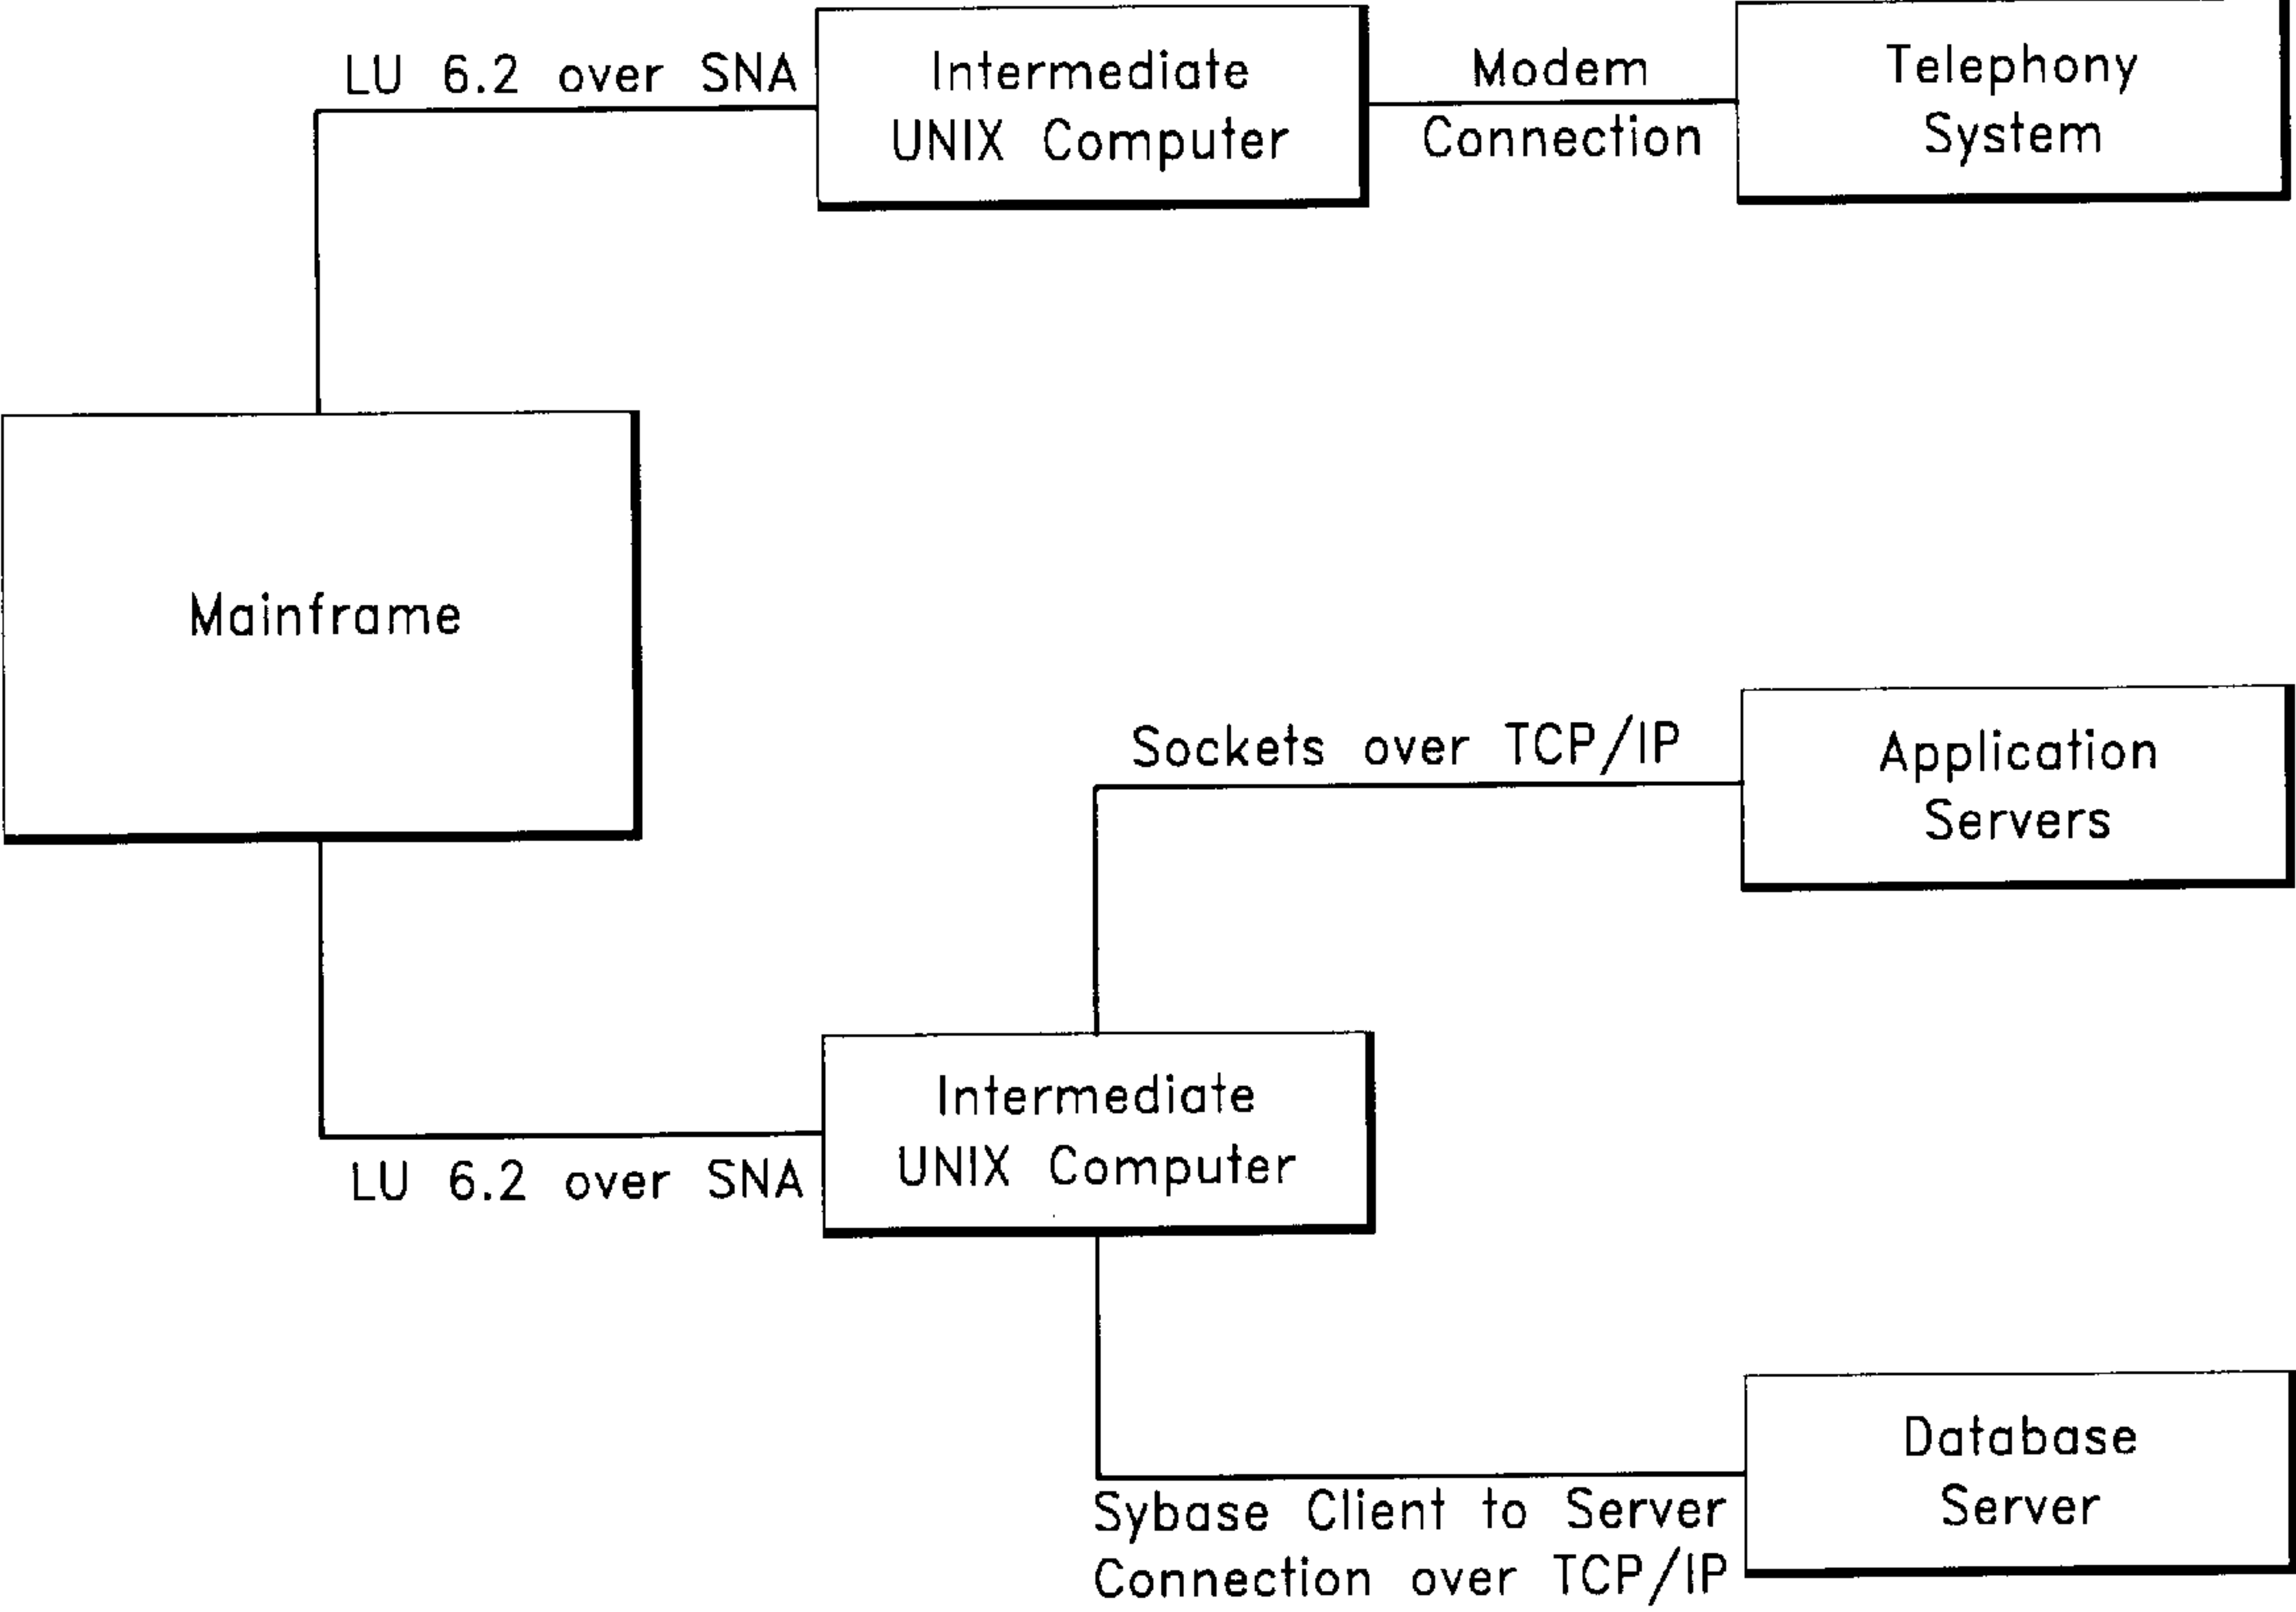 LU 6.2 over SNA
Intermediate
UNIX Computer
Modem
Connection
Telephony
System
Mainframe
Sockets over TCP/IP
Application
Servers
Intermediate
UNIX Computer
LU 6.2 over SNA
Sybase Client to Server
Connection over TCP/IP
Database
Server